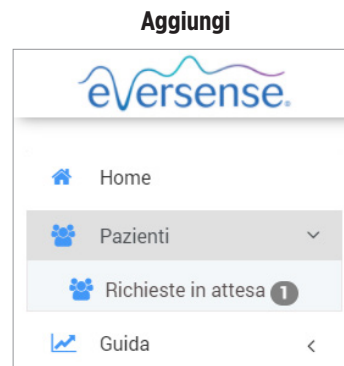 Aggiungi
eversense.
Home
Pazienti
Richieste in attesa 1
Guida